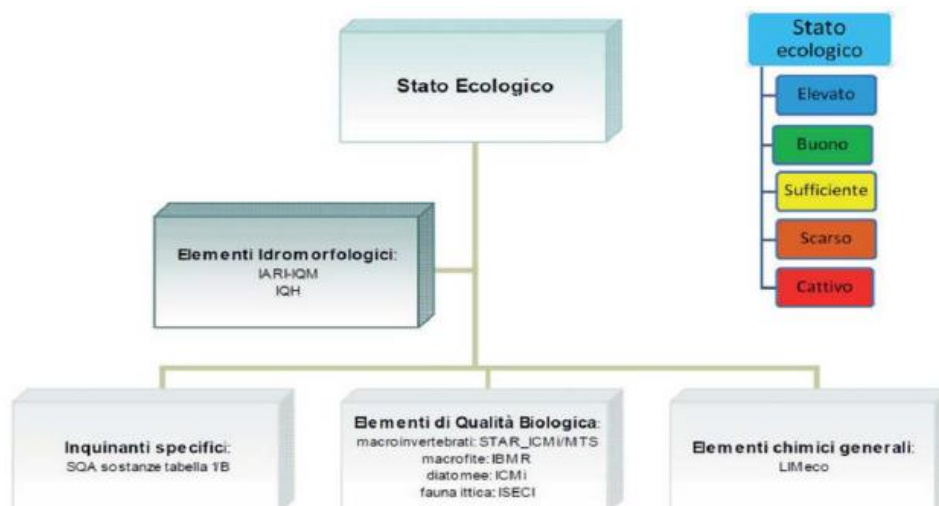 Stato Ecologico
Stato
ecologico
Elevato
Buono
Sufficiente
Scarso
Cattivo
Elementi Idromorfologici:
IARI-IQM
IQH
Inquinanti specifici:
SQA sostanze tabella 1/B
Elementi di Qualità Biologica:
macroinvertebrati: STAR_ICMi/MTS
macrofite: IBMR
diatomee: ICMi
fauna ittica: ISECI
Elementi chimici generali:
LIMeco